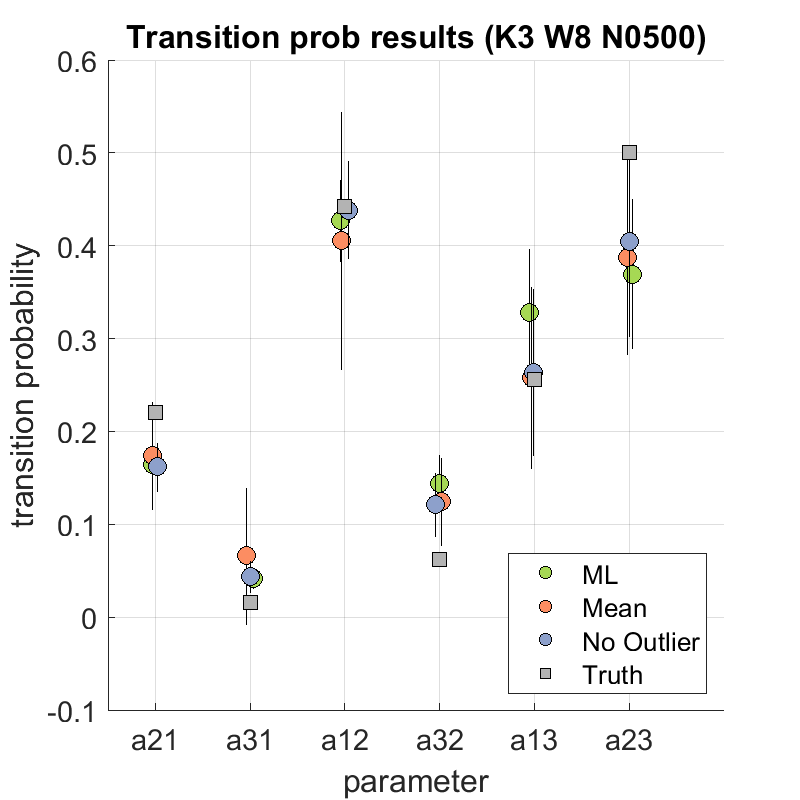 Transition prob results (K3 W8 N0500)
0.6
0.5
0.4
0.3
0.2
0.1
0
-0.1
transition probability
a21 a31 a12 a32 a13 a23
parameter
ML
Mean
No Outlier
Truth